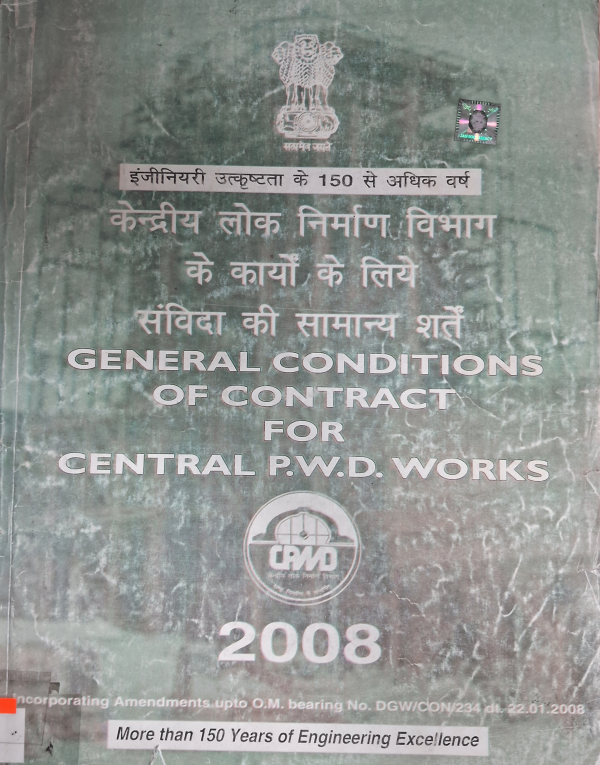 सत्यमेव जयते
इंजीनियरी उत्कृष्टता के 150 से अधिक वर्ष
केन्द्रीय लोक निर्माण विभाग
के कार्यों के लिये
संविदा की सामान्य शर्तें
GENERAL CONDITIONS
OF CONTRACT
FOR
CENTRAL P.W.D. WORKS
CPWD
केन्द्रीय लोक निर्माण विभाग
2008
ncorporating Amendments upto O.M. bearing No. DGW/CON/234 dt. 22.01.2008
More than 150 Years of Engineering Excellence